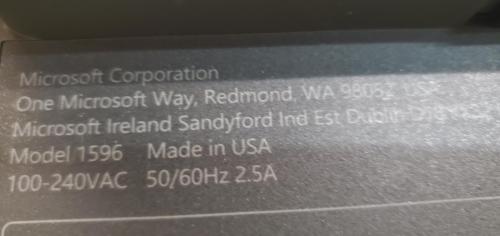 Microsoft Corporation
One Microsoft Way, Redmond, WA 98052 USA
Microsoft Ireland Sandyford Ind Est Dublin
Model 1596 Made in USA
100-240VAC 50/60Hz 2.5A